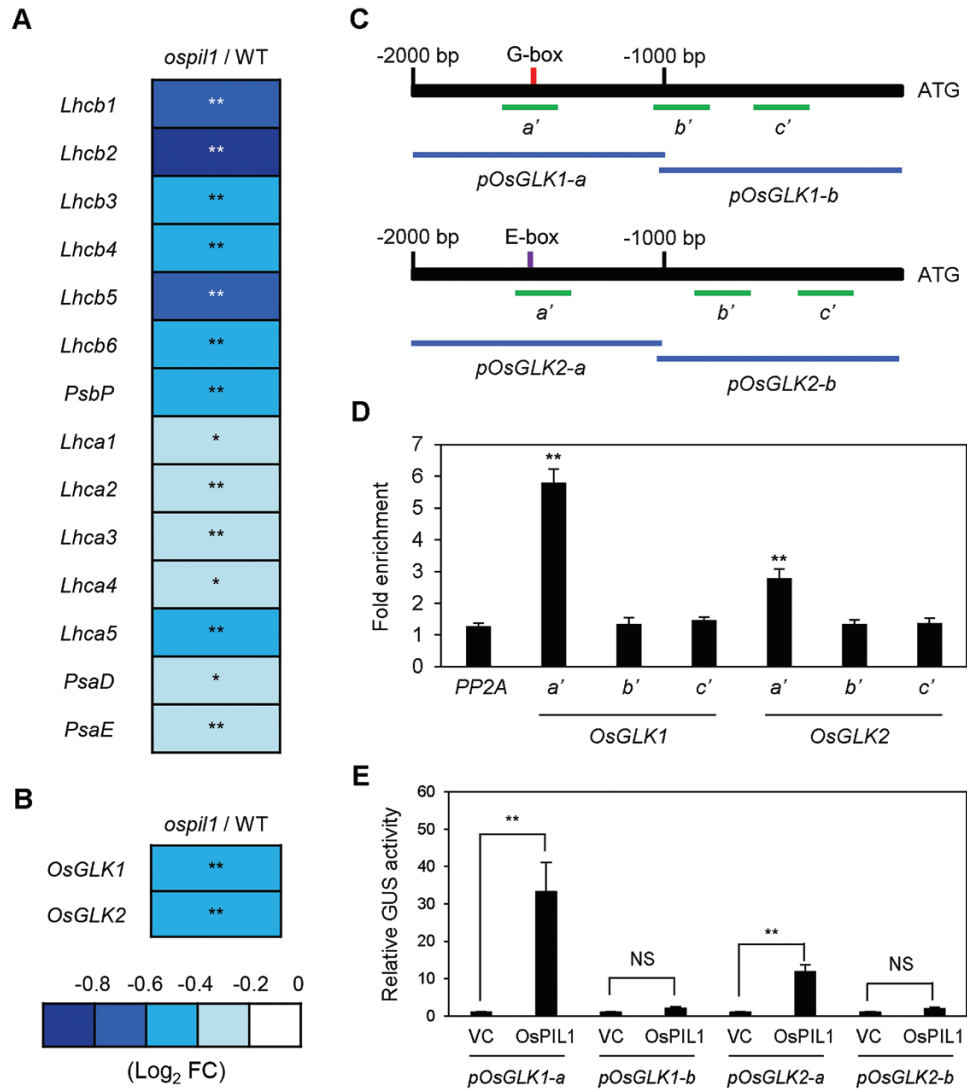 A
ospil1 / WT
Lhcb1 **
Lhcb2 **
Lhcb3 **
Lhcb4 **
Lhcb5 **
Lhcb6 **
PsbP **
Lhca1 *
Lhca2 **
Lhca3 **
Lhca4 *
Lhca5 **
PsaD *
PsaE **
B
ospil1 / WT
OsGLK1 **
OsGLK2 **
-0.8 -0.6 -0.4 -0.2 0
(Log2 FC)
C
-2000 bp G-box -1000 bp
ATG
a' b' c'
pOsGLK1-a
pOsGLK1-b
-2000 bp E-box -1000 bp
ATG
a' b' c'
pOsGLK2-a
pOsGLK2-b
D
Fold enrichment
7
6
5
4
3
2
1
0
** **
PP2A a' b' c' a' b' c'
OsGLK1 OsGLK2
E
Relative GUS activity
60
50
40
30
20
10
0
** NS ** NS
VC OsPIL1 VC OsPIL1 VC OsPIL1 VC OsPIL1
pOsGLK1-a pOsGLK1-b pOsGLK2-a pOsGLK2-b